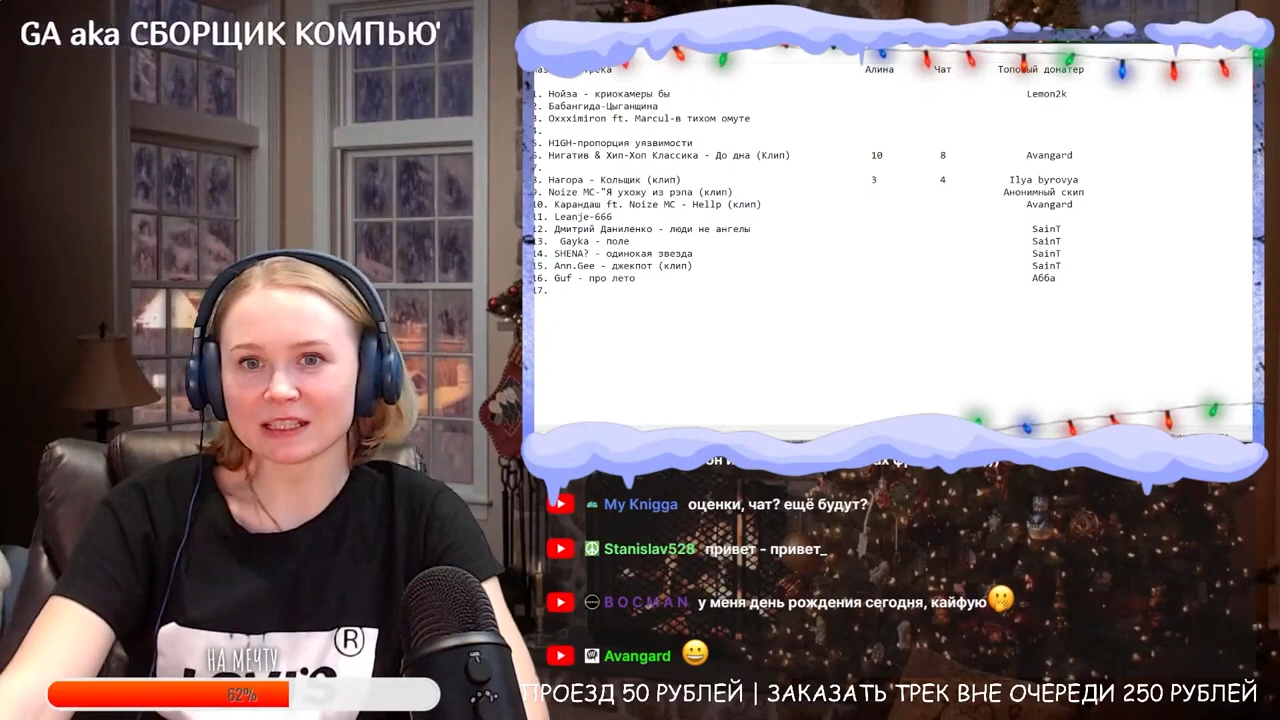 GA aka СБОРЩИК КОМПЬЮ
трека Алина Чат Топовый донатер
1. Нойза - криокамеры бы Lemon2k
2. Бабангида-Цыганщина
3. Oxxximiron ft. Marcul-в тихом омуте
4.
5. H1GH-пропорция уязвимости
6. Нигатив & Хип-Хоп Классика - До дна (Клип) 10 8 Avangard
7.
8. Нагора - Кольщик (клип) 3 4 Ilya byrovya
9. Noize MC-"Я ухожу из рэпа (клип) Анонимный скип
10. Карандаш ft. Noize MC - Hellp (клип) Avangard
11. Leanje-666
12. Дмитрий Даниленко - люди не ангелы SainT
13. Gayka - поле SainT
14. SHENA? - одинокая звезда SainT
15. Ann.Gee - джекпот (клип) SainT
16. Guf - про лето Абба
17.
My Knigga оценки, чат? ещё будут?
Stanislav528 привет - привет_
B O C M A N у меня день рождения сегодня, кайфую🤭
Avangard 😀
®
LEVI'S
НА МЕЧТУ
62%
ПРОЕЗД 50 РУБЛЕЙ | ЗАКАЗАТЬ ТРЕК ВНЕ ОЧЕРЕДИ 250 РУБЛЕЙ